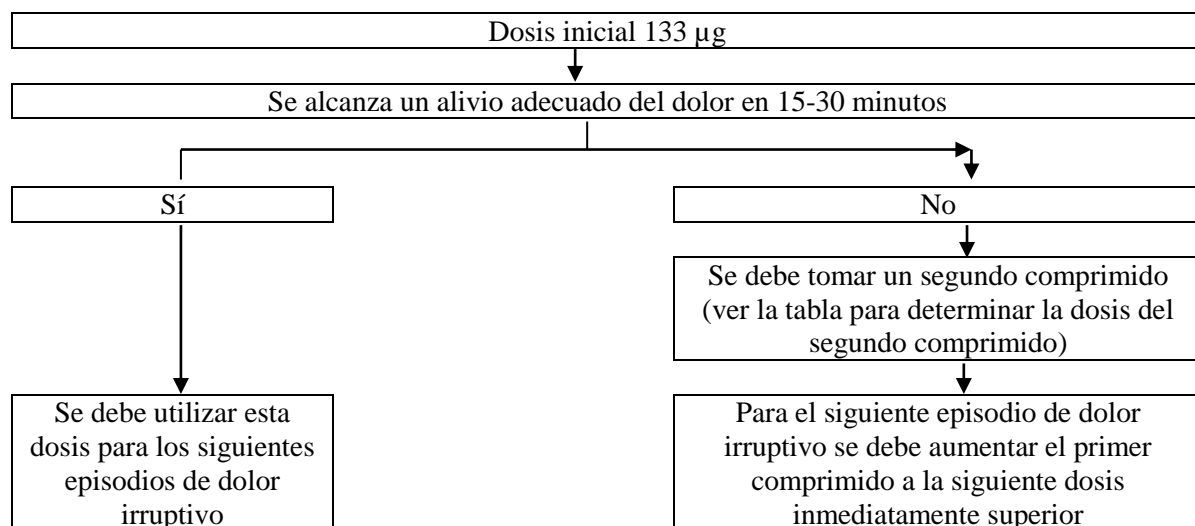 Dosis inicial 133 µg
Se alcanza un alivio adecuado del dolor en 15-30 minutos
Sí
No
Se debe tomar un segundo comprimido
(ver la tabla para determinar la dosis del
segundo comprimido)
Se debe utilizar esta
dosis para los siguientes
episodios de dolor
irruptivo
Para el siguiente episodio de dolor
irruptivo se debe aumentar el primer
comprimido a la siguiente dosis
inmediatamente superior